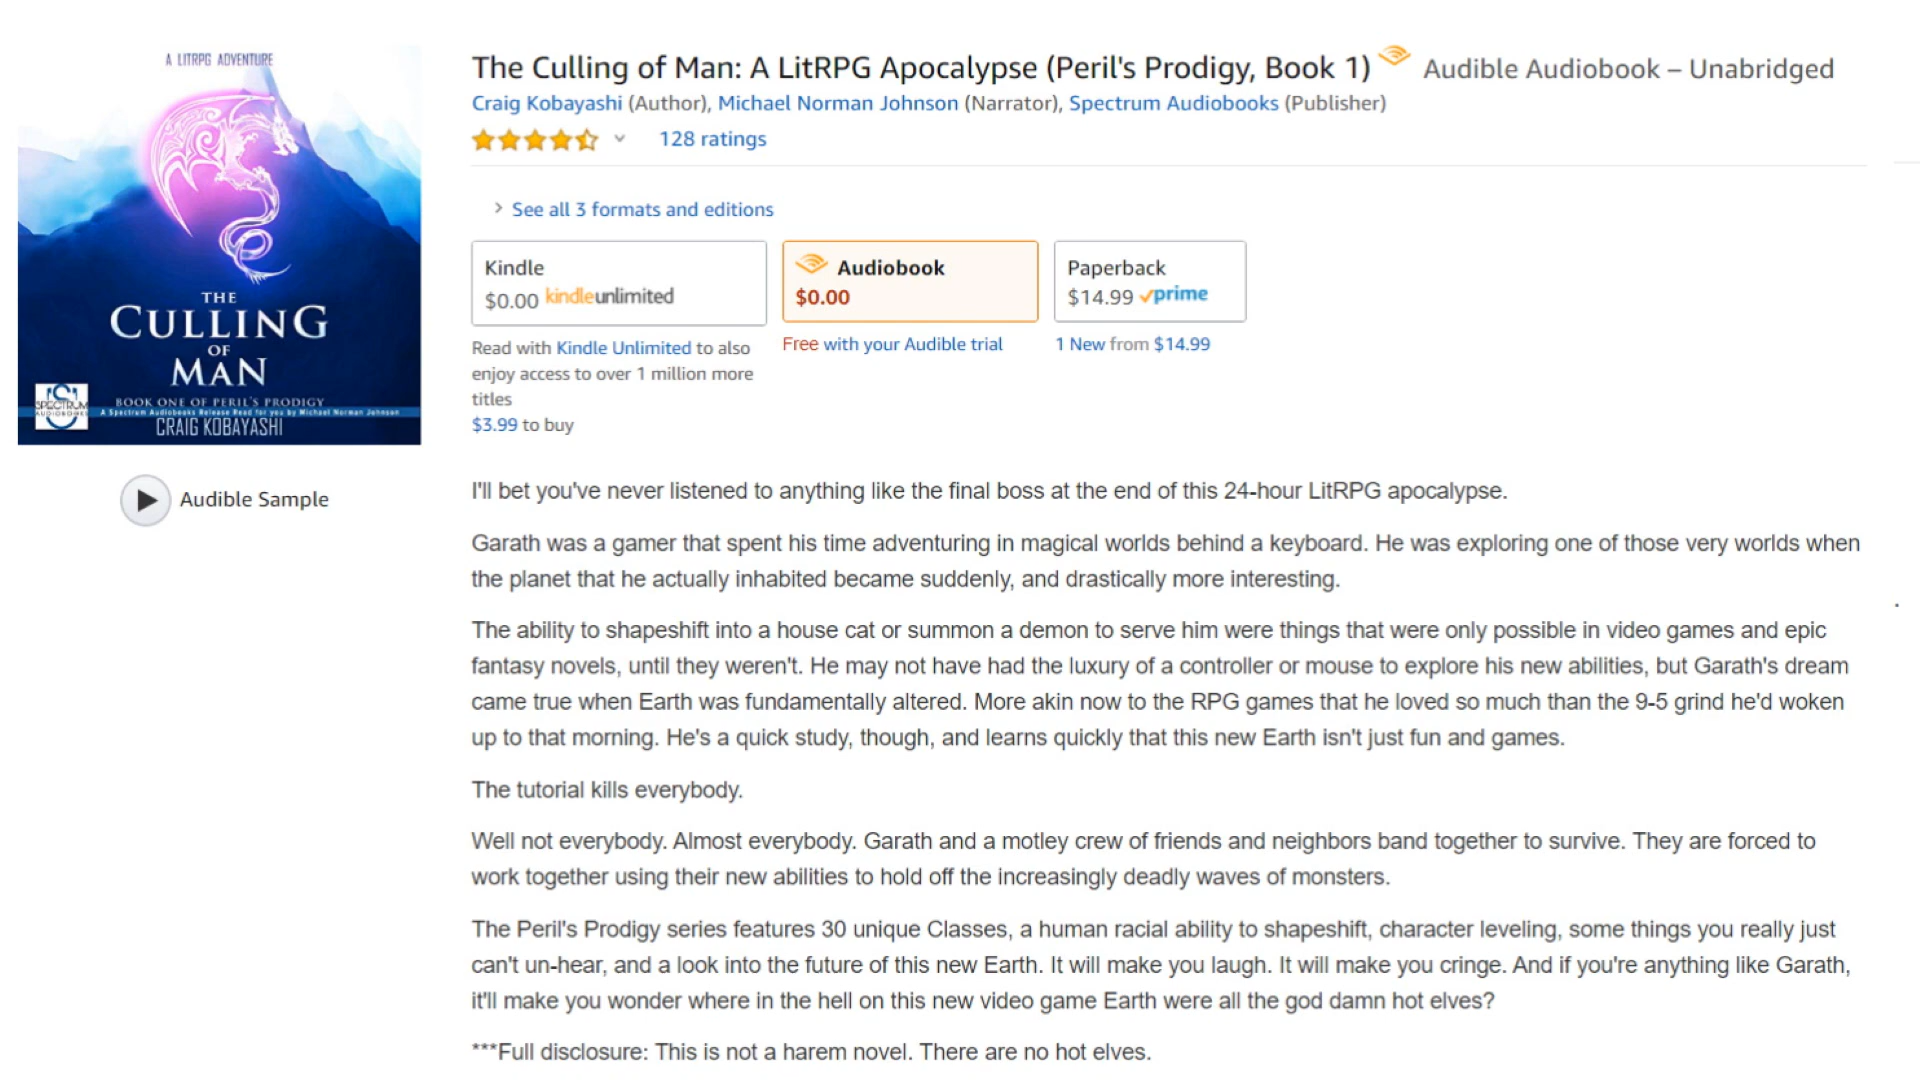 A LITRPG ADVENTURE
THE
CULLING
OF
MAN
BOOK ONE OF PERIL'S PRODIGY
A Spectrum Audiobooks Release Read for you by Michael Norman Johnson
CRAIG KOBAYASHI
SPECTRUM
AUDIOBOOKS
Audible Sample
The Culling of Man: A LitRPG Apocalypse (Peril's Prodigy, Book 1) Audible Audiobook – Unabridged
Craig Kobayashi (Author), Michael Norman Johnson (Narrator), Spectrum Audiobooks (Publisher)
128 ratings
See all 3 formats and editions
Kindle
$0.00 kindleunlimited
Read with Kindle Unlimited to also
enjoy access to over 1 million more
titles
$3.99 to buy
Audiobook
$0.00
Free with your Audible trial
Paperback
$14.99 prime
1 New from $14.99
I'll bet you've never listened to anything like the final boss at the end of this 24-hour LitRPG apocalypse.
Garath was a gamer that spent his time adventuring in magical worlds behind a keyboard. He was exploring one of those very worlds when
the planet that he actually inhabited became suddenly, and drastically more interesting.
The ability to shapeshift into a house cat or summon a demon to serve him were things that were only possible in video games and epic
fantasy novels, until they weren't. He may not have had the luxury of a controller or mouse to explore his new abilities, but Garath's dream
came true when Earth was fundamentally altered. More akin now to the RPG games that he loved so much than the 9-5 grind he'd woken
up to that morning. He's a quick study, though, and learns quickly that this new Earth isn't just fun and games.
The tutorial kills everybody.
Well not everybody. Almost everybody. Garath and a motley crew of friends and neighbors band together to survive. They are forced to
work together using their new abilities to hold off the increasingly deadly waves of monsters.
The Peril's Prodigy series features 30 unique Classes, a human racial ability to shapeshift, character leveling, some things you really just
can't un-hear, and a look into the future of this new Earth. It will make you laugh. It will make you cringe. And if you're anything like Garath,
it'll make you wonder where in the hell on this new video game Earth were all the god damn hot elves?
***Full disclosure: This is not a harem novel. There are no hot elves.